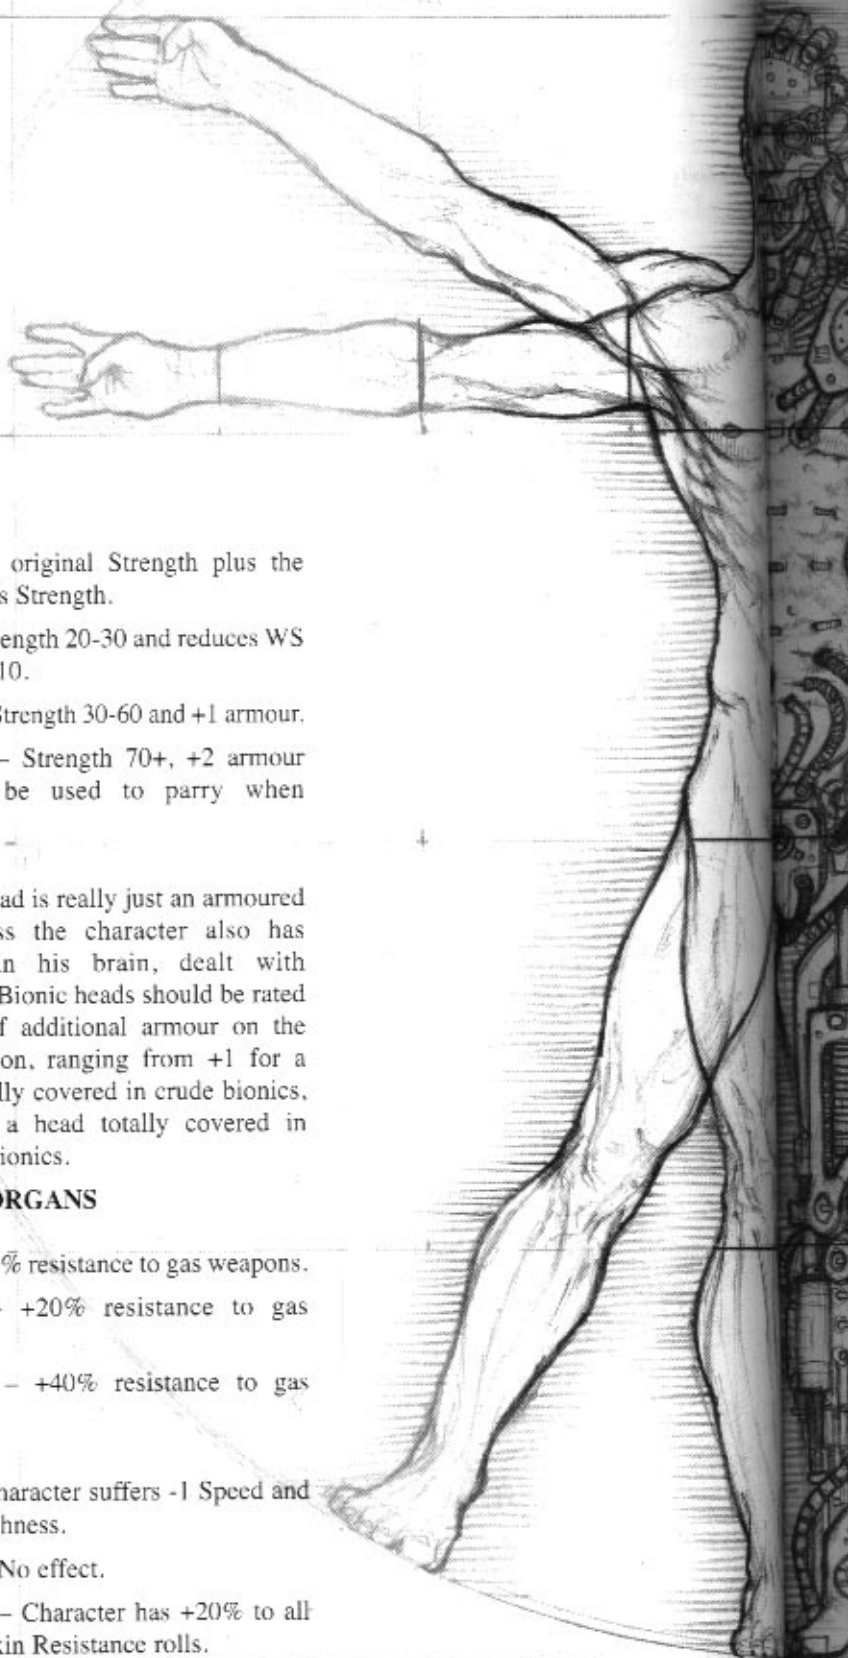 original Strength plus the
s Strength.
ength 20-30 and reduces WS
10.
Strength 30-60 and +1 armour.
– Strength 70+, +2 armour
be used to parry when
–
ad is really just an armoured
ss the character also has
in his brain, dealt with
Bionic heads should be rated
f additional armour on the
on, ranging from +1 for a
lly covered in crude bionics,
a head totally covered in
ionics.
ORGANS
% resistance to gas weapons.
– +20% resistance to gas
– +40% resistance to gas
haracter suffers -1 Speed and
hness.
No effect.
– Character has +20% to all
xin Resistance rolls.